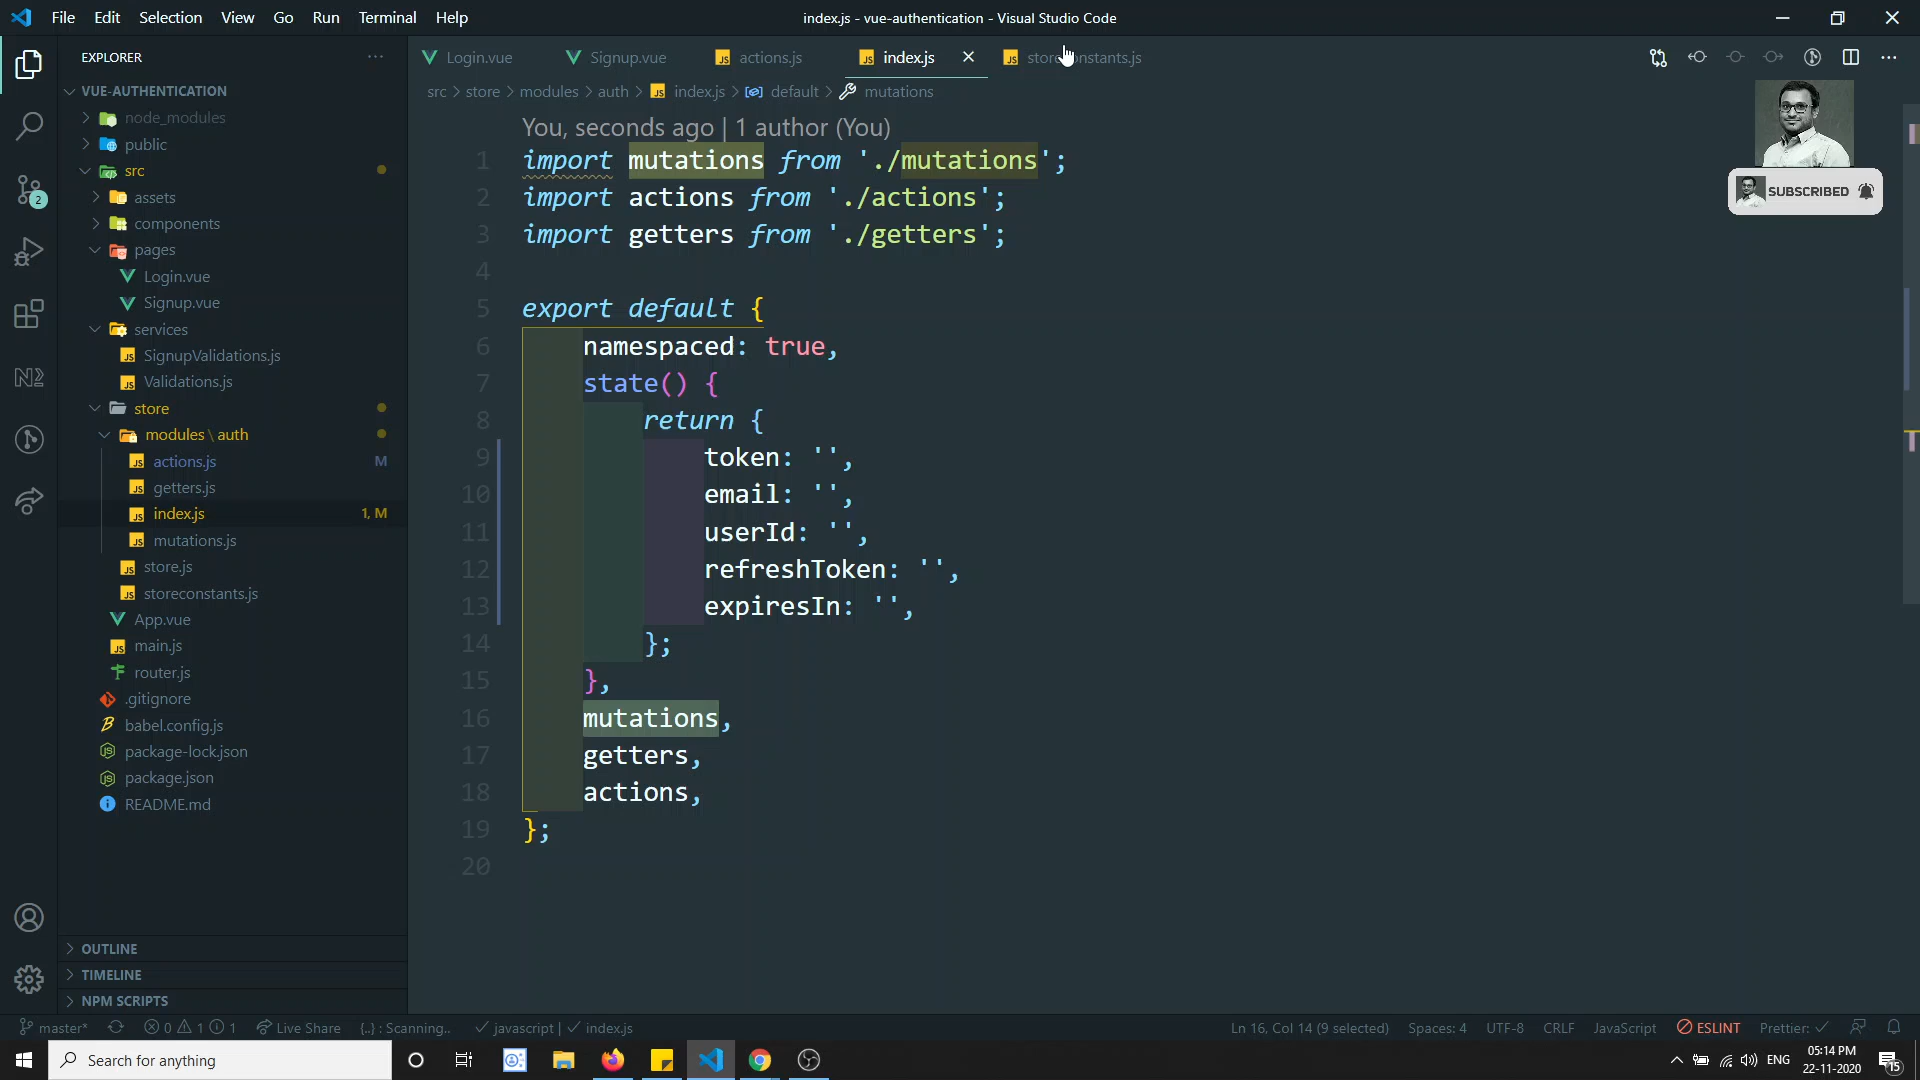 File Edit Selection View Go Run Terminal Help
index.js - vue-authentication - Visual Studio Code
EXPLORER
VUE-AUTHENTICATION
node_modules
public
src
assets
components
pages
Login.vue
Signup.vue
services
SignupValidations.js
Validations.js
store
modules \ auth
actions.js M
getters.js
index.js 1, M
mutations.js
store.js
storeconstants.js
App.vue
main.js
router.js
.gitignore
babel.config.js
package-lock.json
package.json
README.md
OUTLINE
TIMELINE
NPM SCRIPTS
2
Login.vue Signup.vue actions.js index.js
src > store > modules > auth > index.js > default > mutations
You, seconds ago | 1 author (You)
1 import mutations from './mutations';
2 import actions from './actions';
3 import getters from './getters';
4
5 export default {
6 namespaced: true,
7 state() {
8 return {
9 token: '',
10 email: '',
11 userId: '',
12 refreshToken: '',
13 expiresIn: '',
14 };
15 },
16 mutations,
17 getters,
18 actions,
19 };
20
SUBSCRIBED
master* 0 1 1 Live Share {..} : Scanning.. javascript | index.js
Ln 16, Col 14 (9 selected) Spaces: 4 UTF-8 CRLF JavaScript ESLINT Prettier:
Search for anything
ENG
05:14 PM
22-11-2020
15